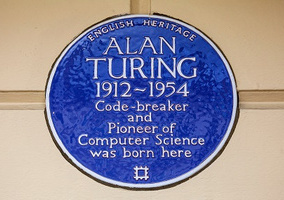 ENGLISH HERITAGE
ALAN
TURING
1912~1954
Code-breaker
and
Pioneer of
Computer Science
was born here